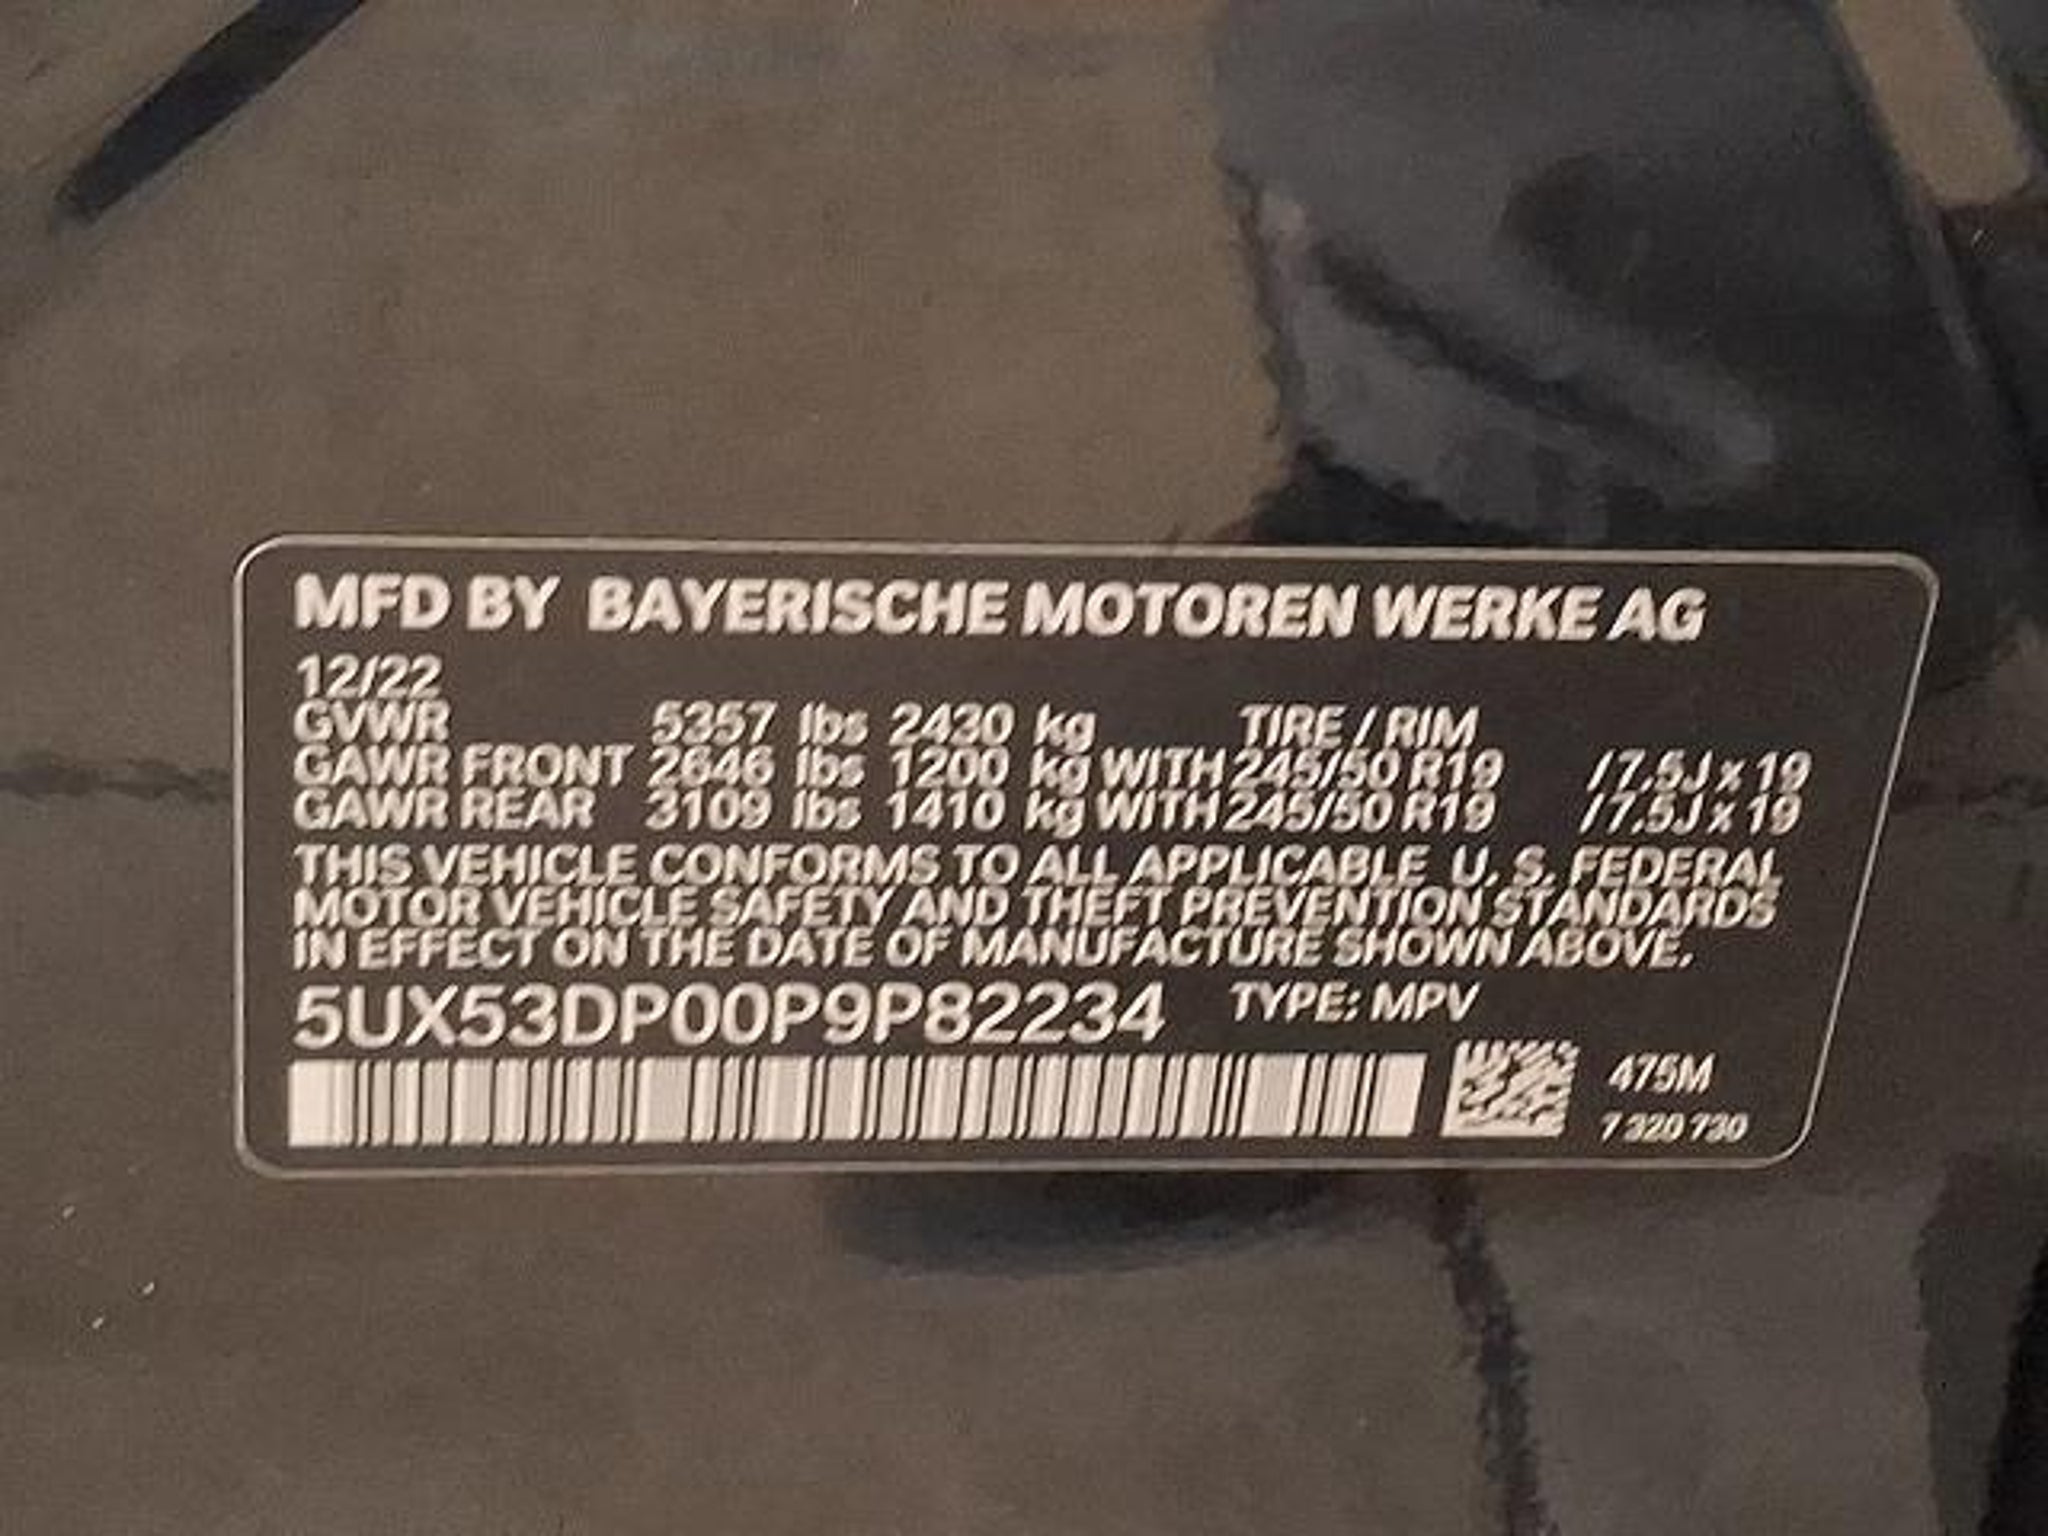 MFD BY BAYERISCHE MOTOREN WERKE AG
12/22
GVWR 5357 lbs 2430 kg TIRE / RIM
GAWR FRONT 2646 lbs 1200 kg WITH 245/50 R19 / 7.5J x 19
GAWR REAR 3109 lbs 1410 kg WITH 245/50 R19 / 7.5J x 19
THIS VEHICLE CONFORMS TO ALL APPLICABLE U. S. FEDERAL
MOTOR VEHICLE SAFETY AND THEFT PREVENTION STANDARDS
IN EFFECT ON THE DATE OF MANUFACTURE SHOWN ABOVE.
5UX53DP00P9P82234 TYPE: MPV
475M
7 320 730